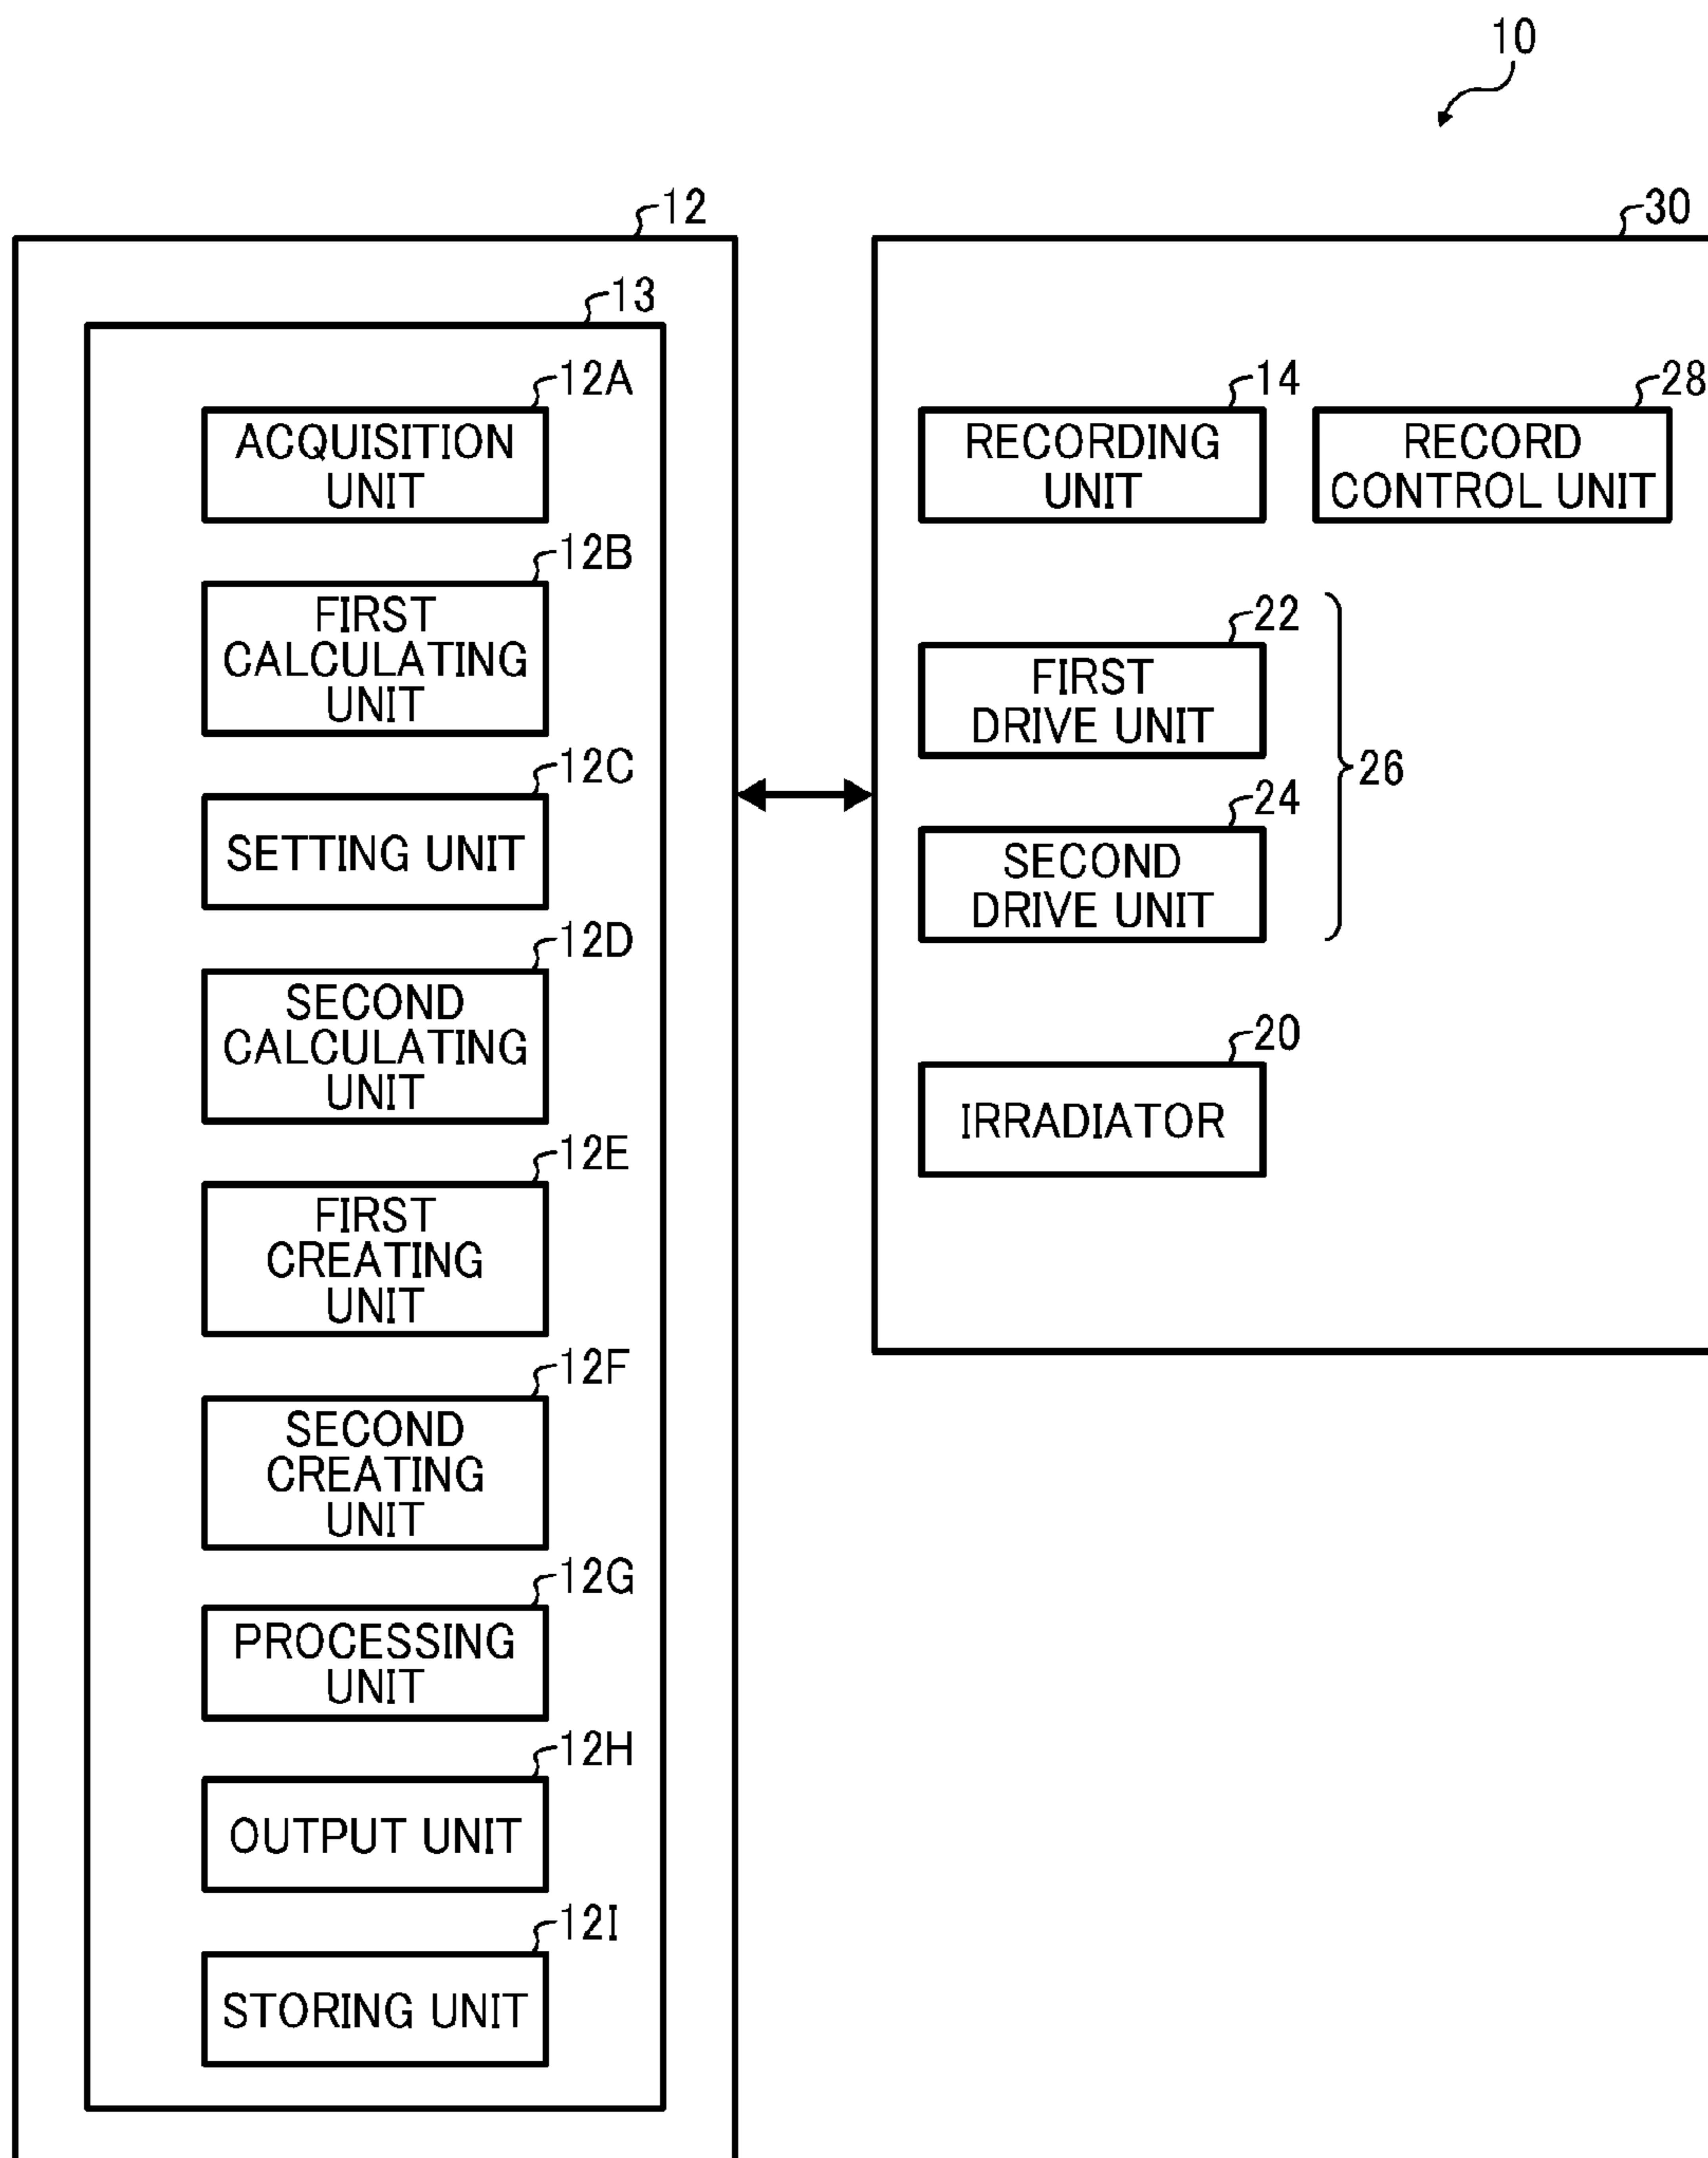 10
12
13
12A
ACQUISITION
UNIT
12B
FIRST
CALCULATING
UNIT
12C
SETTING UNIT
12D
SECOND
CALCULATING
UNIT
12E
FIRST
CREATING
UNIT
12F
SECOND
CREATING
UNIT
12G
PROCESSING
UNIT
12H
OUTPUT UNIT
12I
STORING UNIT
30
14
RECORDING
UNIT
28
RECORD
CONTROL UNIT
22
FIRST
DRIVE UNIT
24
SECOND
DRIVE UNIT
26
20
IRRADIATOR